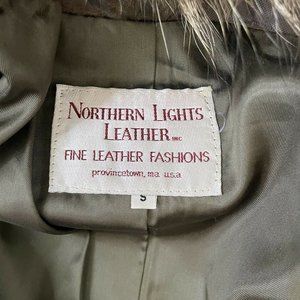 NORTHERN LIGHTS
LEATHER INC.
FINE LEATHER FASHIONS
provincetown, ma. u.s.a.
S